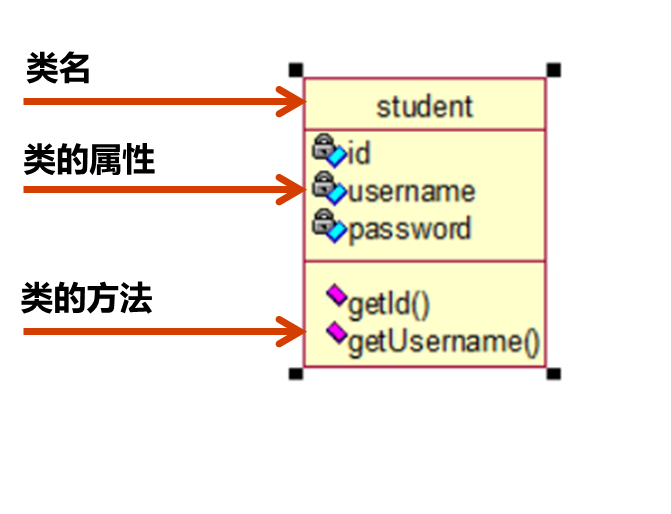 类名
student
类的属性
id
username
password
类的方法
getId()
getUsername()